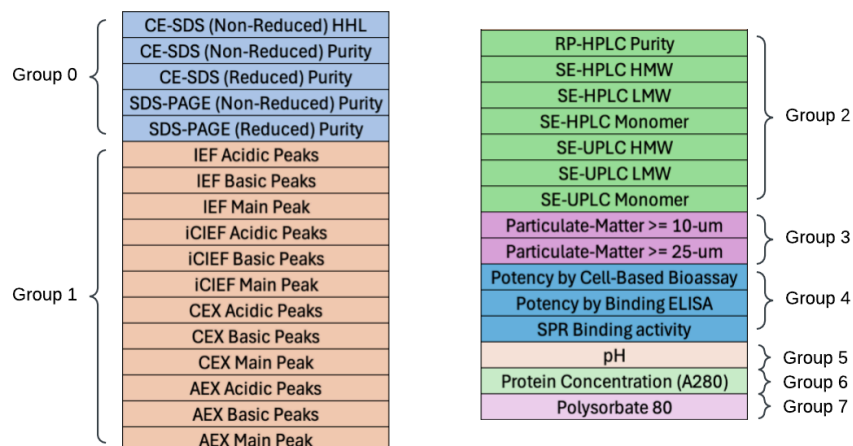 Group 0
CE-SDS (Non-Reduced) HHL
CE-SDS (Non-Reduced) Purity
CE-SDS (Reduced) Purity
SDS-PAGE (Non-Reduced) Purity
SDS-PAGE (Reduced) Purity
Group 1
IEF Acidic Peaks
IEF Basic Peaks
IEF Main Peak
iCIEF Acidic Peaks
iCIEF Basic Peaks
iCIEF Main Peak
CEX Acidic Peaks
CEX Basic Peaks
CEX Main Peak
AEX Acidic Peaks
AEX Basic Peaks
AEX Main Peak
RP-HPLC Purity
SE-HPLC HMW
SE-HPLC LMW
SE-HPLC Monomer
SE-UPLC HMW
SE-UPLC LMW
SE-UPLC Monomer
Group 2
Particulate-Matter >= 10-um
Particulate-Matter >= 25-um
Group 3
Potency by Cell-Based Bioassay
Potency by Binding ELISA
SPR Binding activity
Group 4
pH
Group 5
Protein Concentration (A280)
Group 6
Polysorbate 80
Group 7